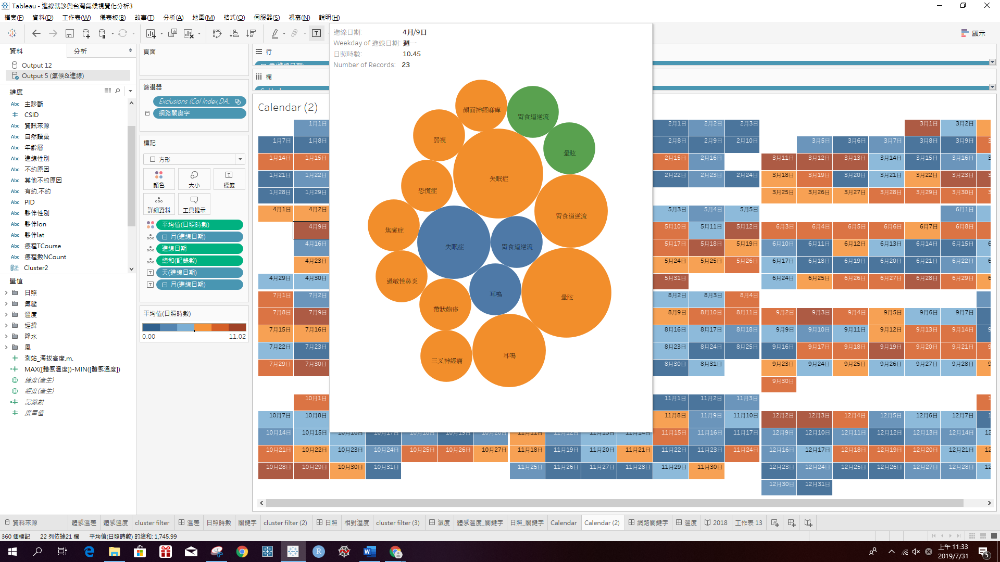 Tableau - 進線就診與台灣氣候視覺化分析3
檔案(F) 資料(D) 工作表(W) 儀表板(B) 故事(T) 分析(A) 地圖(M) 格式(O) 伺服器(S) 視窗(N) 說明(H)
顯示
資料
分析
Output 12
Output 5 (氣候&進線)
維度
Abc 主診斷
CSID
Abc 資訊來源
Abc 自然語彙
Abc 年齡層
Abc 進線性別
Abc 不約原因
Abc 其他不約原因
Abc 有約.不約
Abc PID
Abc 夥伴性別
Abc 夥伴lon
Abc 夥伴lat
Abc 療程TCourse
Abc 療程數NCount
Cluster2
量值
日照
氣壓
溫度
經緯
降水
風
測站_海拔高度.m.
MAX([體感溫度])-MIN([體感溫度])
緯度(產生)
經度(產生)
記錄數
度量值
頁面
篩選器
Exclusions (Col Index,DA..
網路關鍵字
標記
方形
顏色
大小
標籤
詳細資料
工具提示
平均值(日照時數)
月(進線日期)
進線日期
總和(記錄數)
天(進線日期)
月(進線日期)
平均值(日照時數)
0.00 11.02
行
欄
Calendar (2)
進線日期: 4月/9日
Weekday of 進線日期: 週一
日照時數: 10.45
Number of Records: 23
顏面神經麻痺
胃食道逆流
弱視
暈眩
失眠症
恐慌症
胃食道逆流
焦慮症
失眠症
胃食道逆流
過敏性鼻炎
耳鳴
暈眩
帶狀皰疹
三叉神經痛
耳鳴
1月1日 2月1日 2月2日 2月3日 3月1日 3月2日
1月7日 1月8日 2月8日 2月9日 2月10日 3月5日 3月6日 3月7日 3月8日 3月9日
1月14日 1月15日 2月15日 2月16日 3月11日 3月12日 3月13日 3月14日 3月15日 3月16日
1月21日 1月22日 2月22日 2月23日 2月24日 3月18日 3月19日 3月20日 3月21日 3月22日 3月23日
1月28日 1月29日 3月25日 3月26日 3月27日 3月28日 3月29日 3月30日
4月1日 4月2日 5月3日 5月4日 5月5日 6月1日
4月9日 5月10日 5月11日 5月12日 6月3日 6月4日 6月5日 6月6日 6月7日 6月8日
4月16日 5月17日 5月18日 5月19日 6月10日 6月11日 6月12日 6月13日 6月14日 6月15日
4月23日 5月24日 5月25日 5月26日 6月17日 6月18日 6月19日 6月20日 6月21日 6月22日
4月29日 4月30日 5月31日 6月24日 6月25日 6月26日 6月27日 6月28日 6月29日
7月1日 7月2日 8月2日 8月3日 8月4日
7月8日 7月9日 8月9日 8月10日 8月11日 9月2日 9月3日 9月4日 9月5日 9月6日 9月7日
7月15日 7月16日 8月16日 8月17日 8月18日 9月9日 9月10日 9月11日 9月12日 9月13日 9月14日
7月22日 7月23日 8月23日 8月24日 8月25日 9月16日 9月17日 9月18日 9月19日 9月20日 9月21日
7月29日 7月30日 8月30日 8月31日 9月23日 9月24日 9月25日 9月26日 9月27日 9月28日
9月30日
10月1日 11月1日 11月2日 11月3日
10月7日 10月8日 11月8日 11月9日 11月10日 12月2日 12月3日 12月4日 12月5日 12月6日 12月7日
10月14日 10月15日 10月16日 10月17日 10月18日 10月19日 10月20日 11月11日 11月12日 11月13日 11月14日 11月15日 11月16日 11月17日 12月9日 12月10日 12月11日 12月12日 12月13日 12月14日
10月21日 10月22日 10月23日 10月24日 10月25日 10月26日 10月27日 11月18日 11月19日 11月20日 11月21日 11月22日 11月23日 11月24日 12月16日 12月17日 12月18日 12月19日 12月20日 12月21日
10月28日 10月29日 10月30日 10月31日 11月25日 11月26日 11月27日 11月28日 11月29日 11月30日 12月23日 12月24日 12月25日 12月26日 12月27日 12月28日
12月30日 12月31日
資料來源 體感溫差 體感溫度 cluster filter 溫差 日照時數 關鍵字 cluster filter (2) 日照 相對溼度 cluster filter (3) 濕度 體感溫度_關鍵字 日照_關鍵字 Calendar Calendar (2) 網路關鍵字 溫度 2018 工作表 13
360 個標記 22 列依據21 欄 平均值(日照時數) 的總和: 1,745.99
上午 11:33
2019/7/31
5